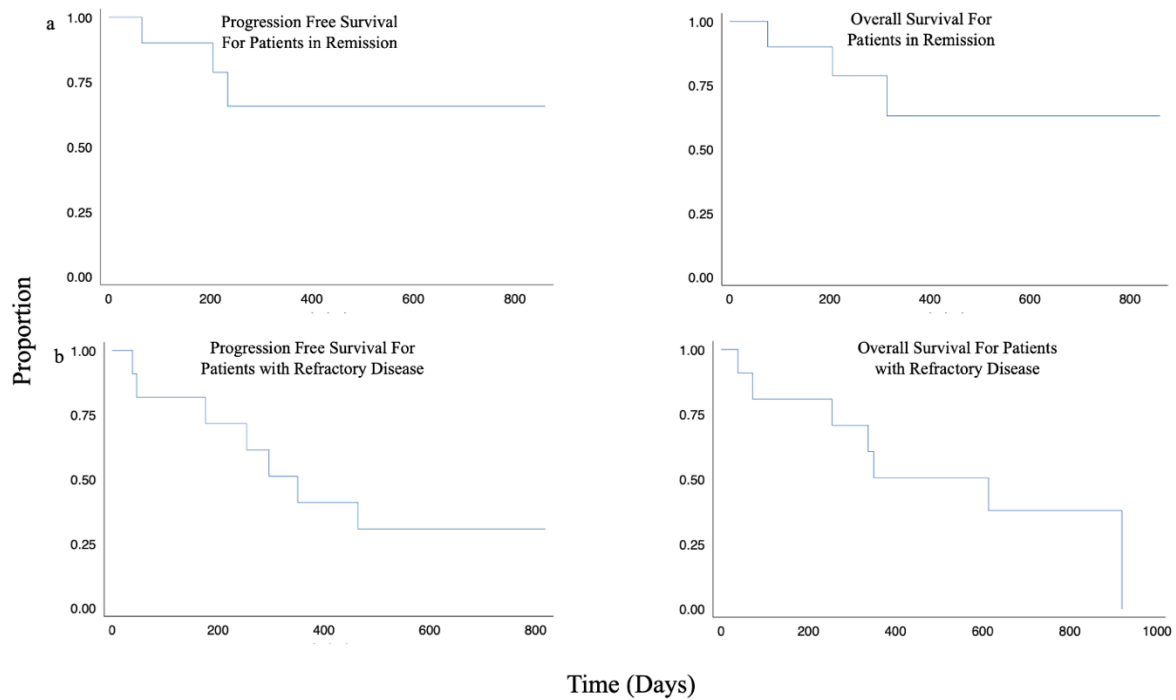 a
Progression Free Survival
For Patients in Remission
1.00
0.75
0.50
0.25
0.00
0 200 400 600 800
Overall Survival For
Patients in Remission
1.00
0.75
0.50
0.25
0.00
0 200 400 600 800
Proportion
b
Progression Free Survival For
Patients with Refractory Disease
1.00
0.75
0.50
0.25
0.00
0 200 400 600 800
Overall Survival For Patients
with Refractory Disease
1.00
0.75
0.50
0.25
0.00
0 200 400 600 800 1000
Time (Days)